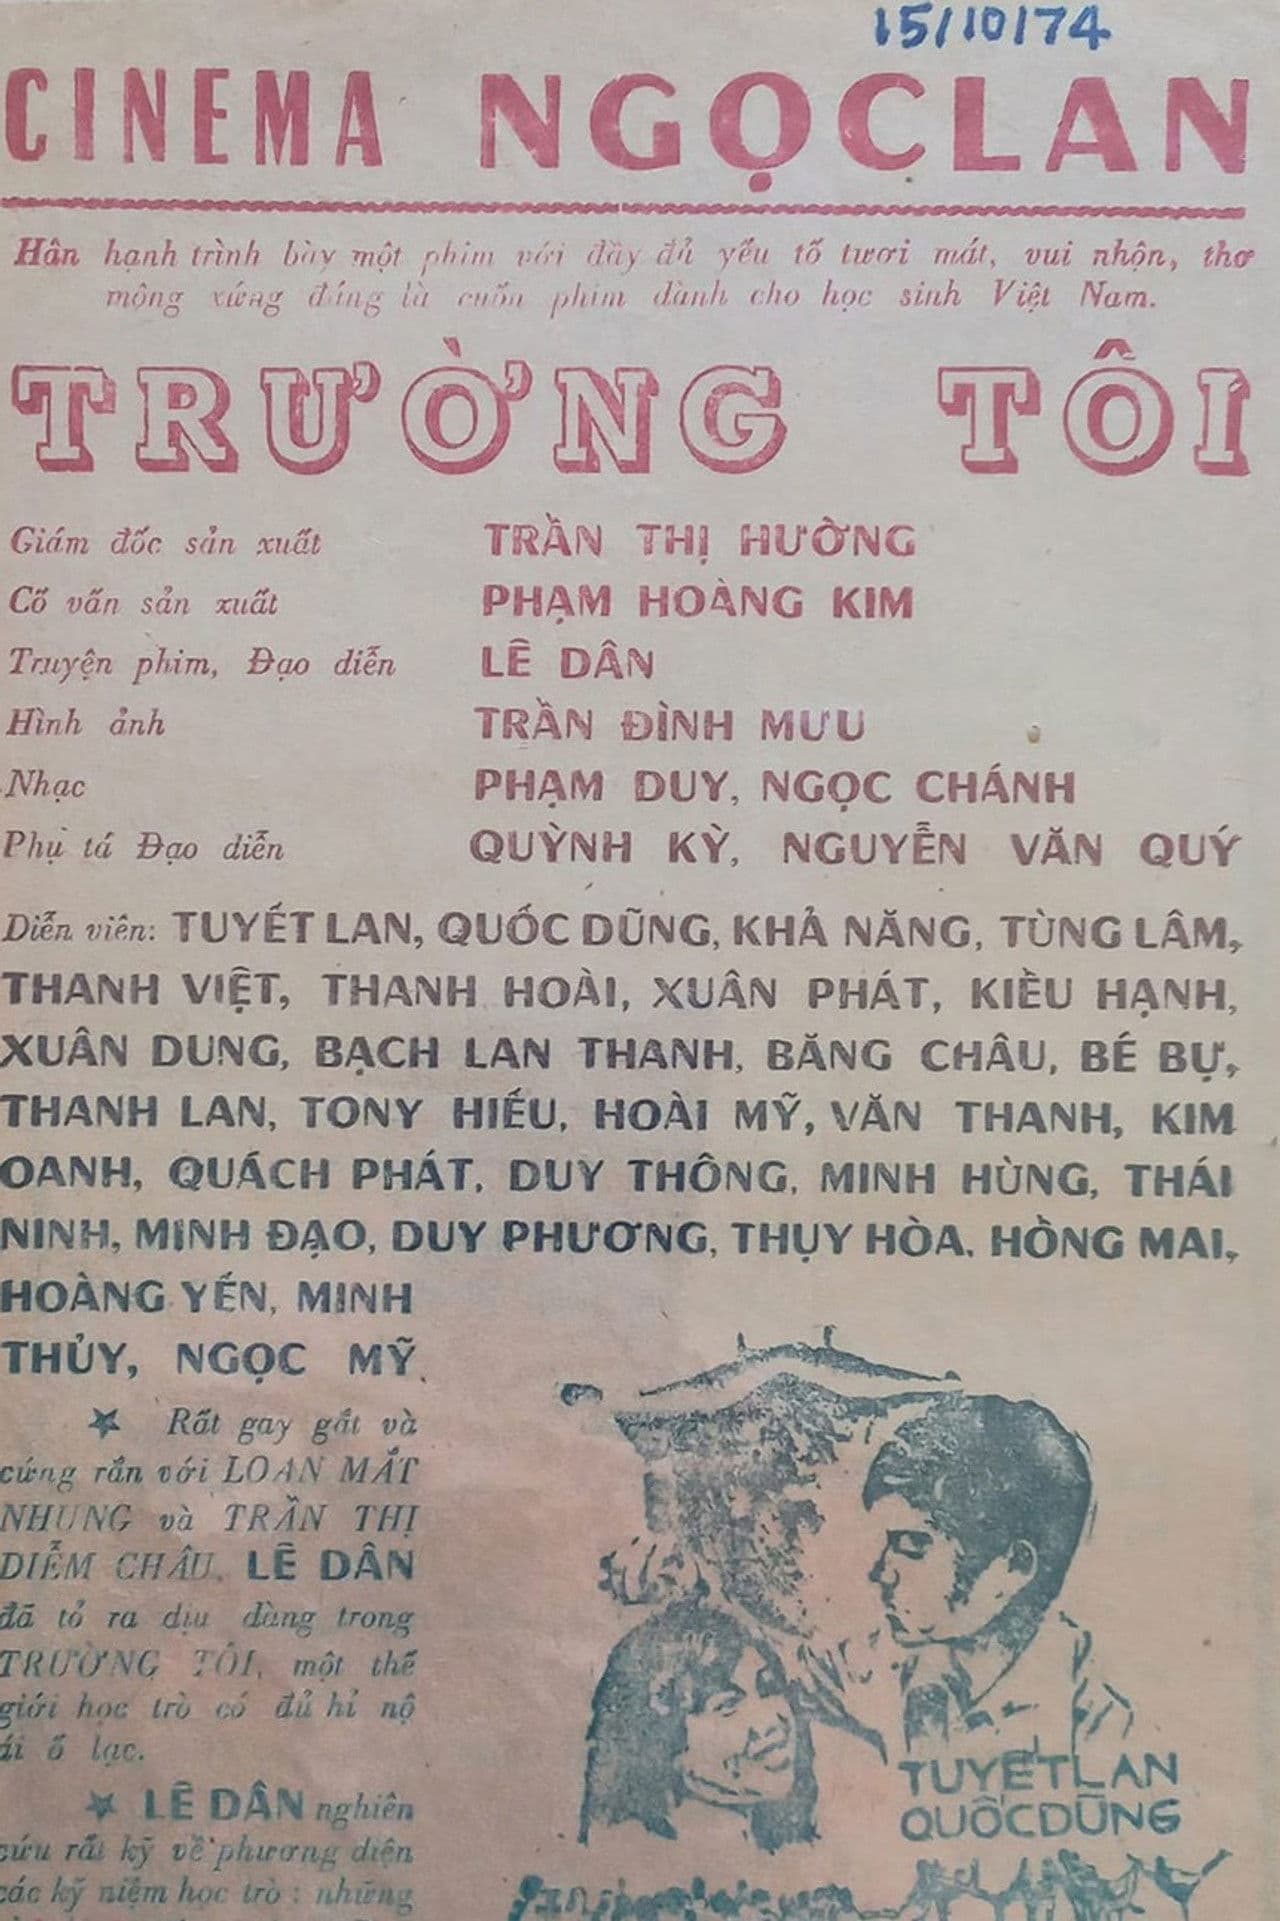 15/10/74
CINEMA NGỌCLAN
Hân hạnh trình bày một phim với đầy đủ yếu tố tươi mát, vui nhộn, thơ
mộng xứng đáng là cuốn phim dành cho học sinh Việt Nam.
TRƯỜNG TÔI
Giám đốc sản xuất TRẦN THỊ HƯỜNG
Cố vấn sản xuất PHẠM HOÀNG KIM
Truyện phim, Đạo diễn LÊ DÂN
Hình ảnh TRẦN ĐÌNH MƯU
Nhạc PHẠM DUY, NGỌC CHÁNH
Phụ tá Đạo diễn QUỲNH KỲ, NGUYỄN VĂN QUÝ
Diễn viên: TUYẾT LAN, QUỐC DŨNG, KHẢ NĂNG, TÙNG LÂM,
THANH VIỆT, THANH HOÀI, XUÂN PHÁT, KIỀU HẠNH,
XUÂN DUNG, BẠCH LAN THANH, BĂNG CHÂU, BÉ BỰ,
THANH LAN, TONY HIẾU, HOÀI MỸ, VĂN THANH, KIM
OANH, QUÁCH PHÁT, DUY THÔNG, MINH HÙNG, THÁI
NINH, MINH ĐẠO, DUY PHƯƠNG, THỤY HÒA, HỒNG MAI,
HOÀNG YẾN, MINH
THỦY, NGỌC MỸ.
Rất gay gắt và
cứng rắn với LOAN MẮT
NHUNG và TRẦN THỊ
DIỄM CHÂU, LÊ DÂN
đã tỏ ra dịu dàng trong
TRƯỜNG TÔI, một thế
giới học trò có đủ hỉ nộ
ái ố lạc.
LÊ DÂN nghiên
cứu rất kỹ về phương diện
các kỹ niệm học trò : những
TUYẾTLAN
QUỐCDŨNG